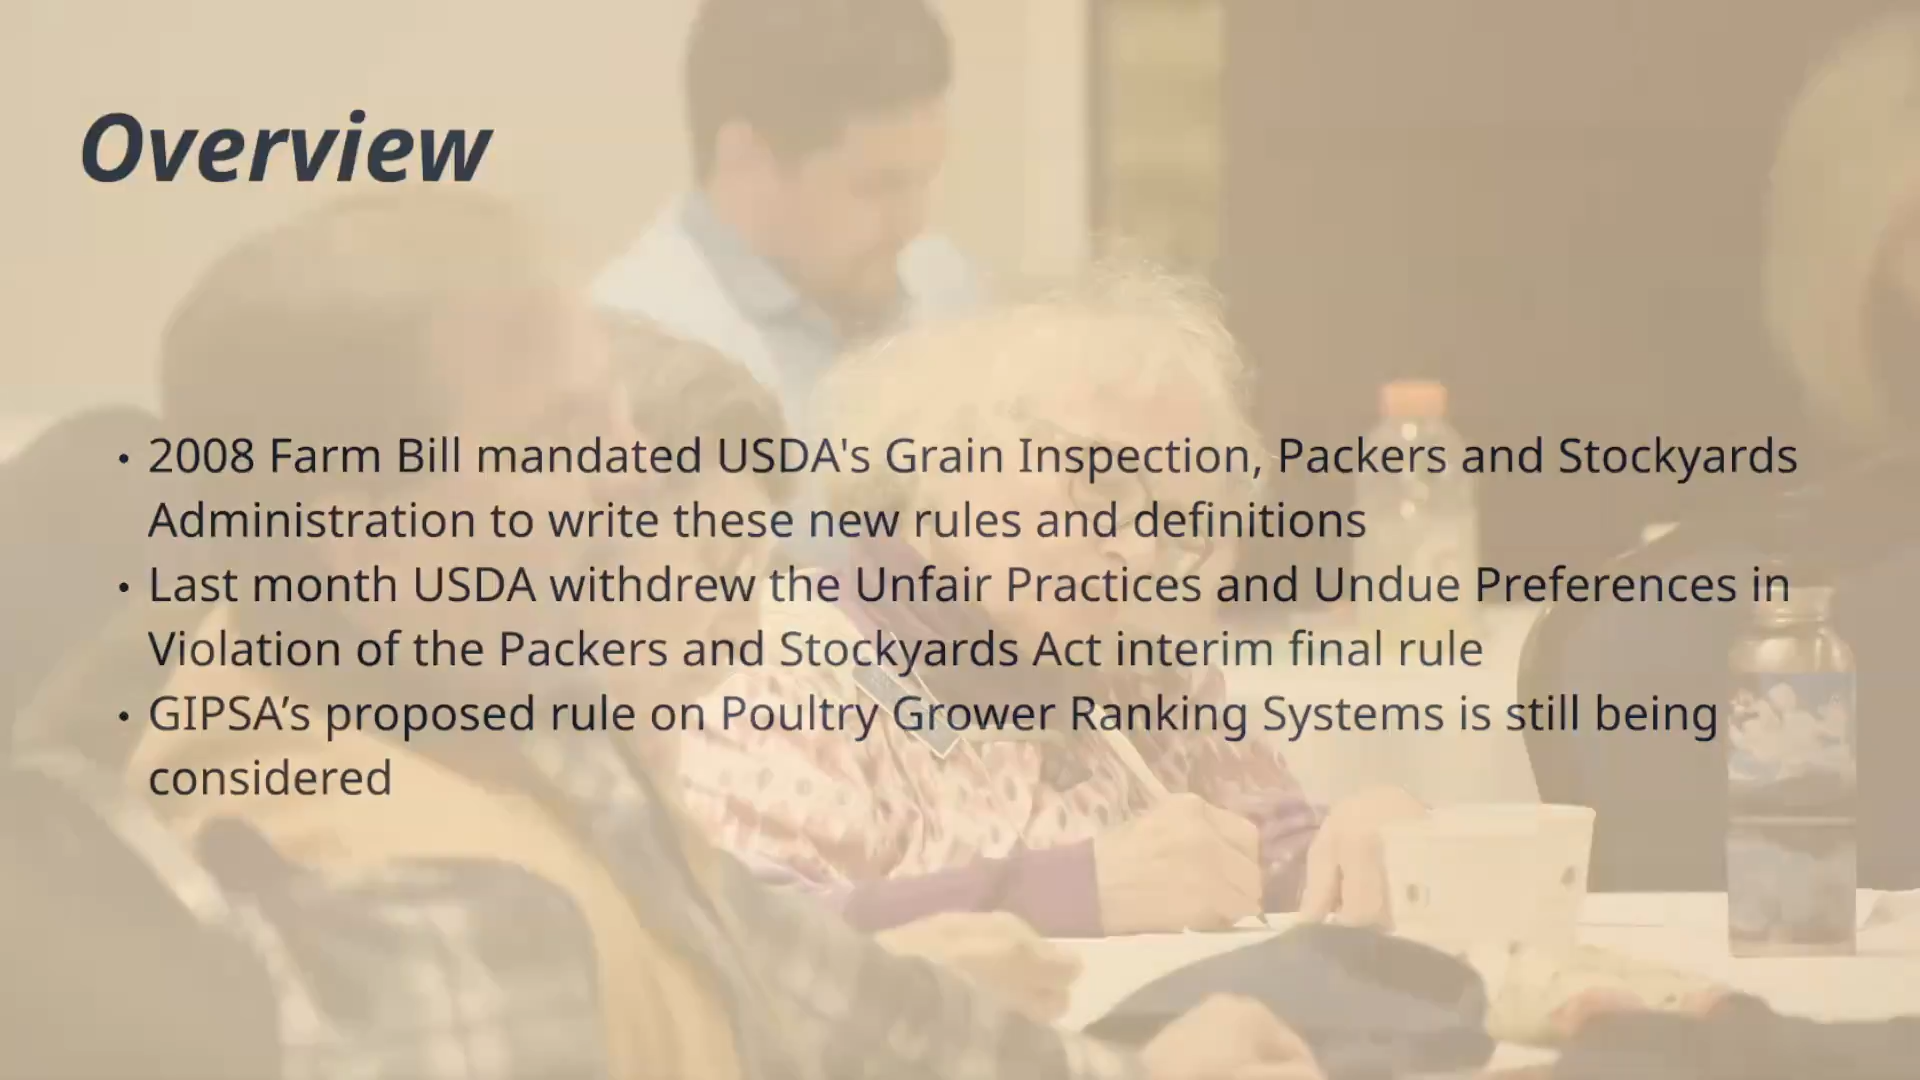 Overview
• 2008 Farm Bill mandated USDA's Grain Inspection, Packers and Stockyards
Administration to write these new rules and definitions
• Last month USDA withdrew the Unfair Practices and Undue Preferences in
Violation of the Packers and Stockyards Act interim final rule
• GIPSA’s proposed rule on Poultry Grower Ranking Systems is still being
considered